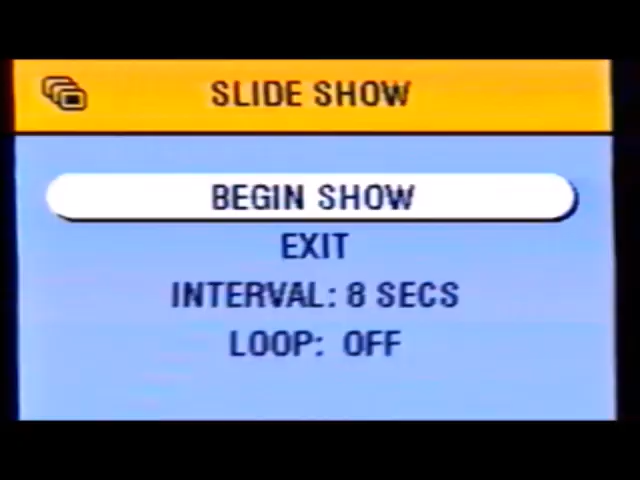 SLIDE SHOW
BEGIN SHOW
EXIT
INTERVAL: 8 SECS
LOOP: OFF